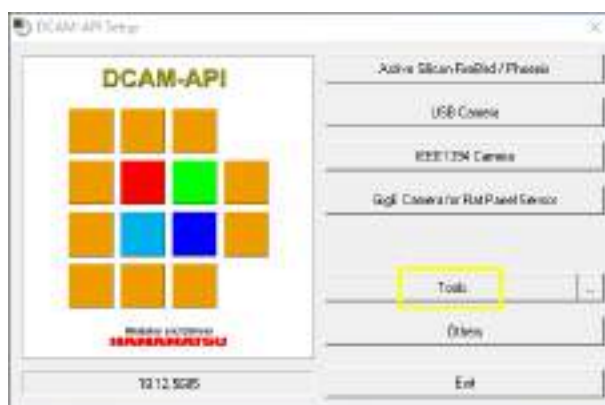 DCAM-API Setup
DCAM-API
HAMAMATSU
Active Silicon FireBird / Phoenix
USB Camera
IEEE1394 Camera
GigE Camera for Flat Panel Sensor
Tools
...
Others
Exit